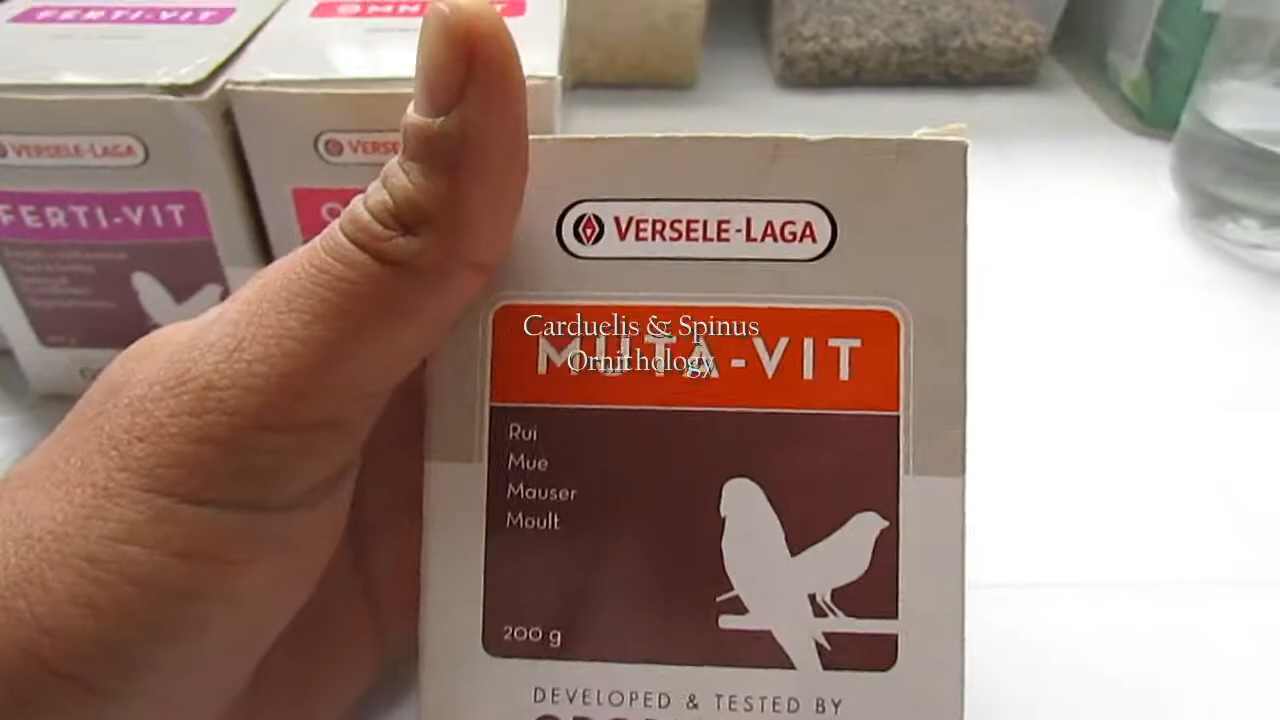 FERTI-VIT
VERSELE-LAGA
FERTI-VIT
VERSELE-LAGA
Carduelis & Spinus
Ornithology
MUTA-VIT
Rui
Mue
Mauser
Moult
200 g
DEVELOPED & TESTED BY